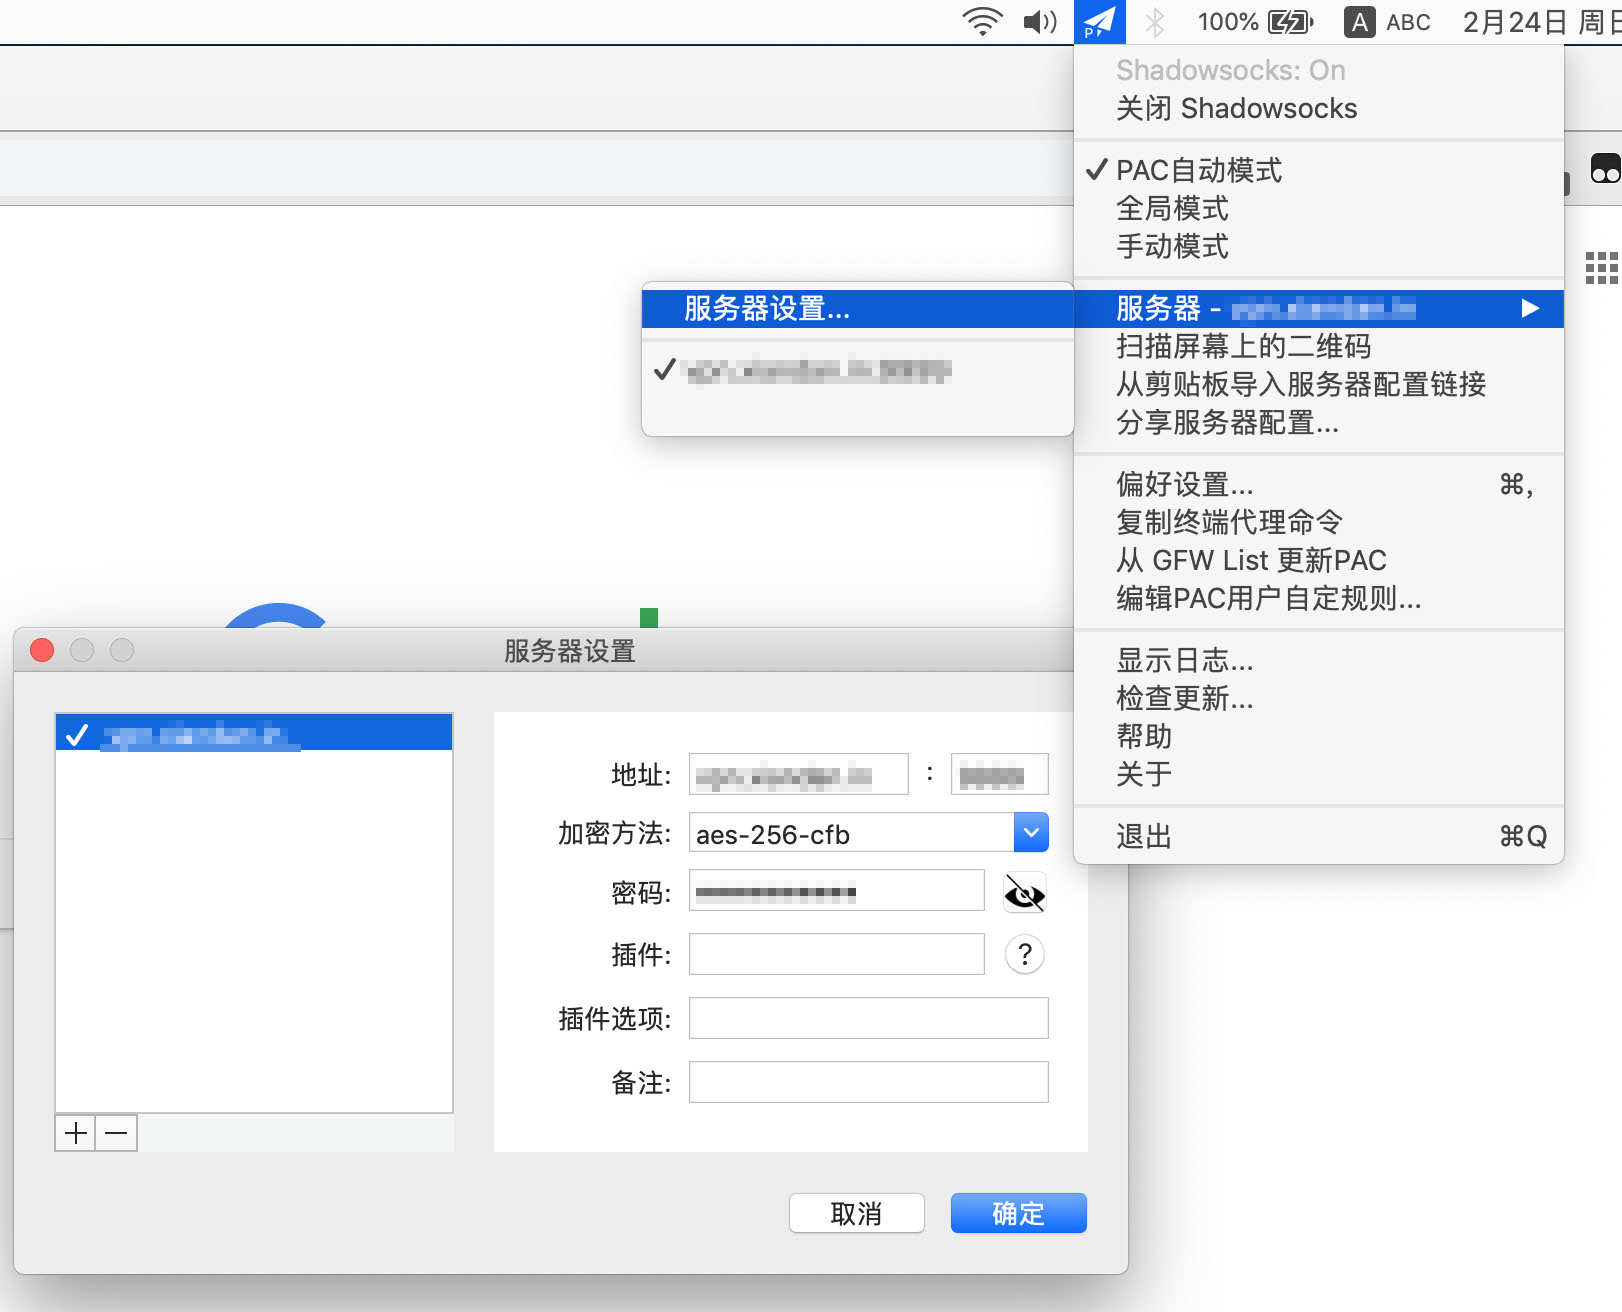 100% A ABC 2月24日 周日
Shadowsocks: On
关闭 Shadowsocks
PAC自动模式
全局模式
手动模式
服务器 -
扫描屏幕上的二维码
从剪贴板导入服务器配置链接
分享服务器配置...
偏好设置... ⌘,
复制终端代理命令
从 GFW List 更新PAC
编辑PAC用户自定规则...
显示日志...
检查更新...
帮助
关于
退出 ⌘Q
服务器设置...
服务器设置
地址: :
加密方法: aes-256-cfb
密码:
插件: ?
插件选项:
备注:
取消 确定